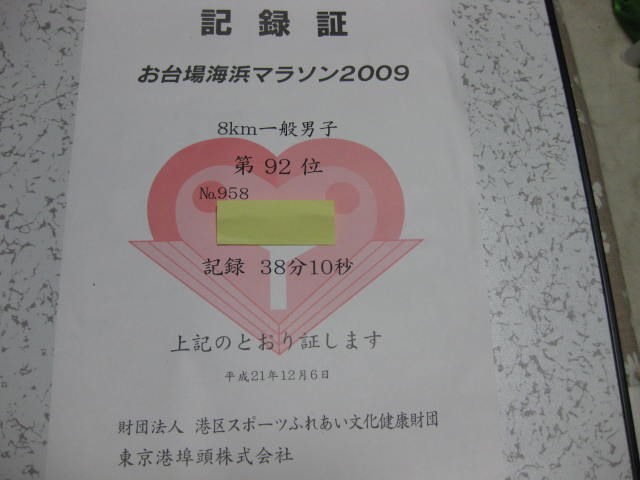 記録証
お台場海浜マラソン2009
8km一般男子
第 92 位
No.958
記録 38分10秒
上記のとおり証します
平成21年12月6日
財団法人 港区スポーツふれあい文化健康財団
東京港埠頭株式会社